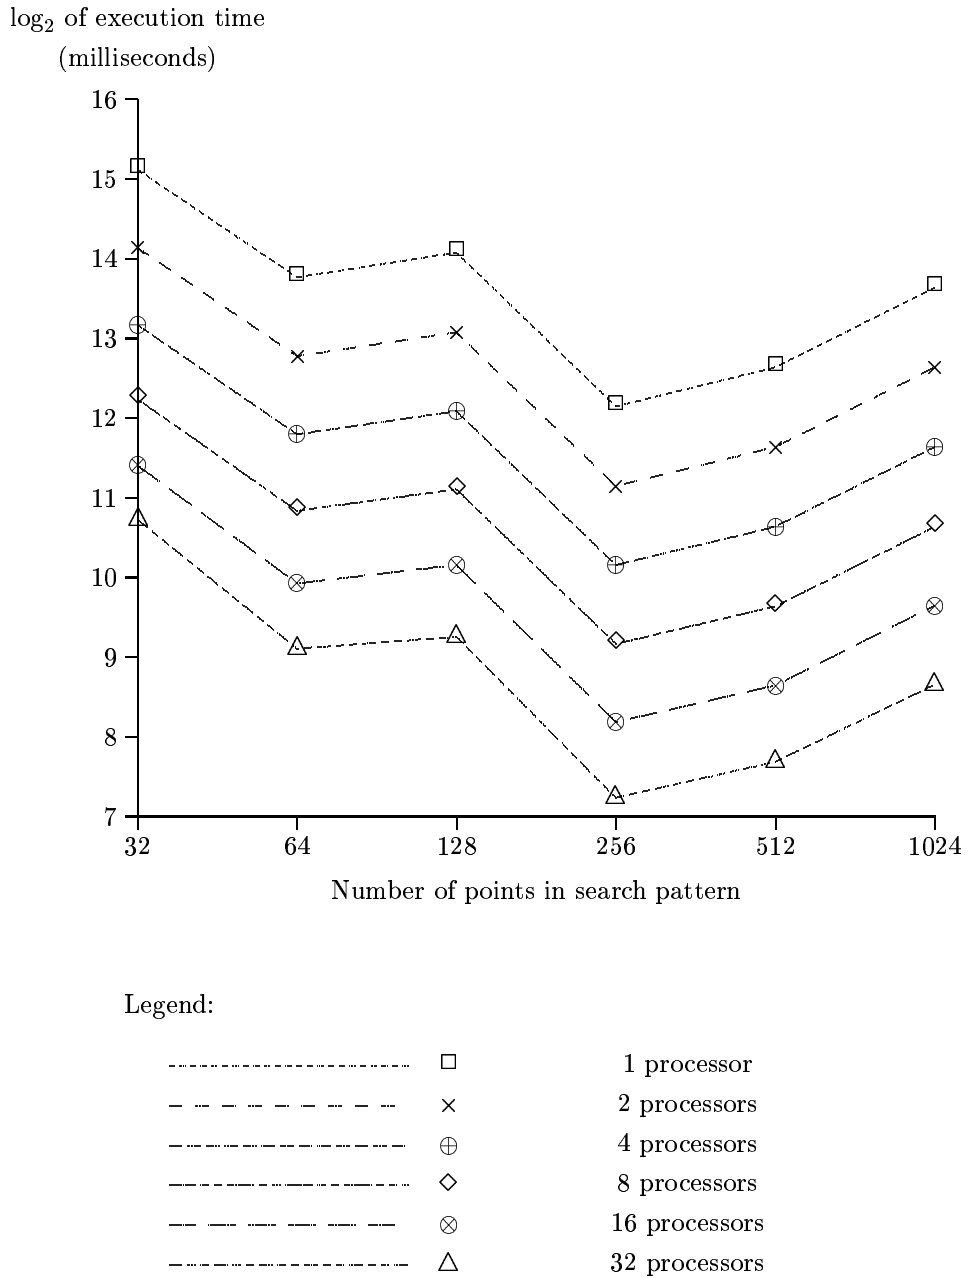 log₂ of execution time
(milliseconds)
16
15
14
13
12
11
10
9
8
7
32 64 128 256 512 1024
Number of points in search pattern
Legend:
1 processor
2 processors
4 processors
8 processors
16 processors
32 processors